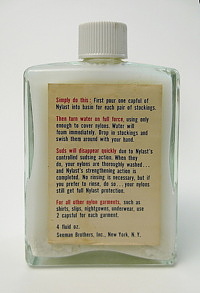 Simply do this: First pour one capful of
Nylast into basin for each pair of stockings.
Then turn water on full force, using only
enough to cover nylons. Water will
foam immediately. Drop in stockings and
swish them around with your hand.
Suds will disappear quickly due to Nylast's
controlled sudsing action. When they
do, your nylons are thoroughly washed...
and Nylast's strengthening action is
completed. No rinsing is necessary, but if
you prefer to rinse, do so...your nylons
still get full Nylast protection.
For all other nylon garments, such as
shirts, slips, nightgowns, underwear, use
2 capfuls for each garment.
4 fluid oz.
Seeman Brothers, Inc., New York, N. Y.